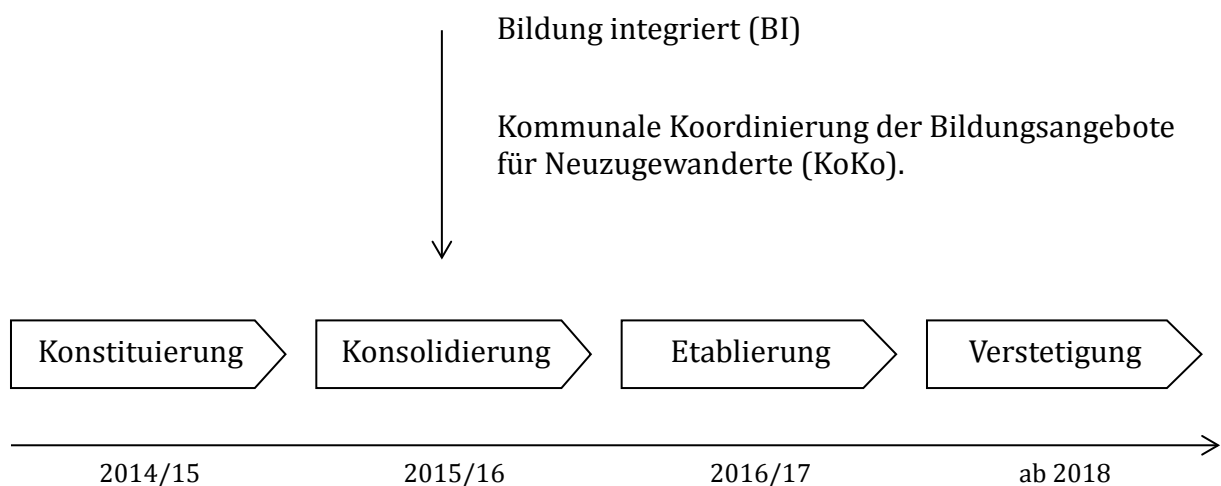 Bildung integriert (BI)
Kommunale Koordinierung der Bildungsangebote
für Neuzugewanderte (KoKo).
Konstituierung
Konsolidierung
Etablierung
Verstetigung
2014/15
2015/16
2016/17
ab 2018